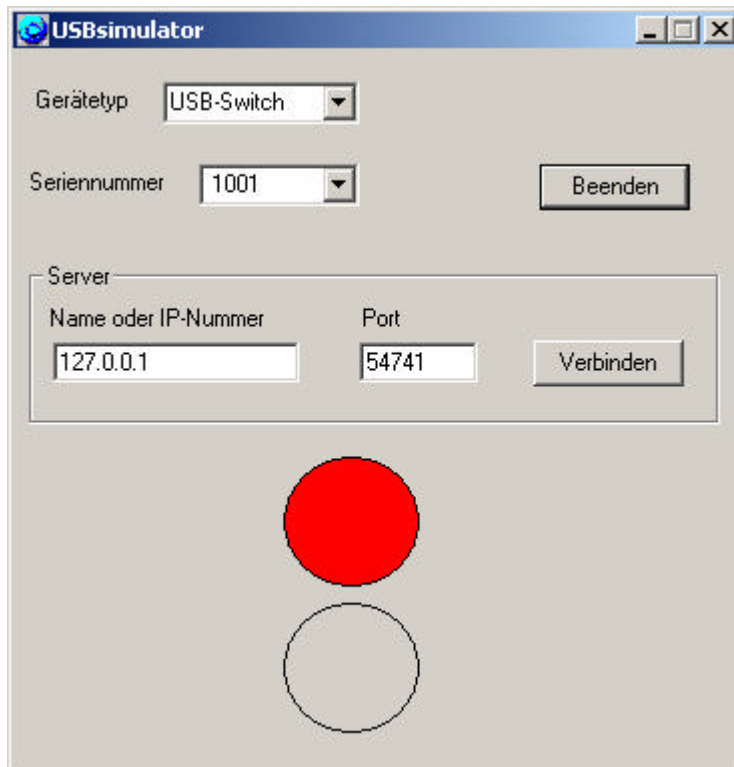 USBsimulator
Gerätetyp USB-Switch
Seriennummer 1001 Beenden
Server
Name oder IP-Nummer Port
127.0.0.1 54741 Verbinden